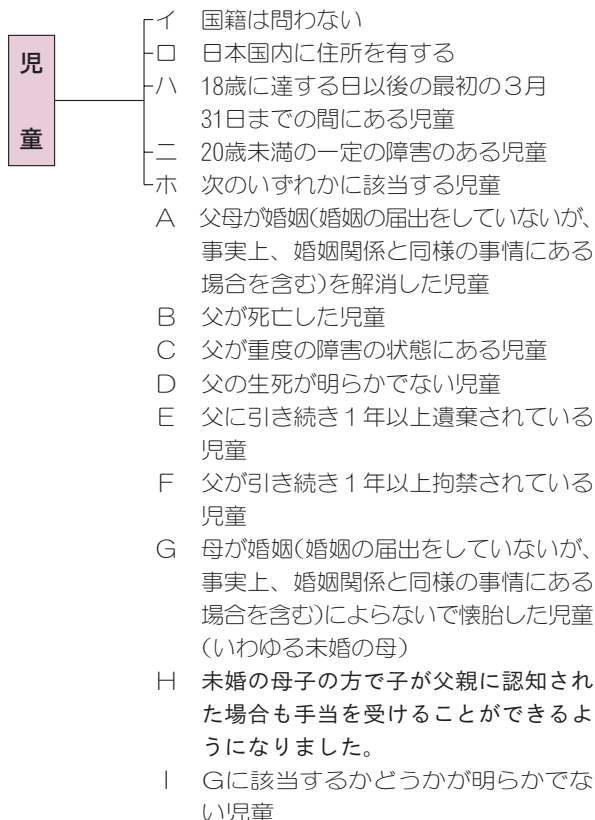 児童
イ 国籍は問わない
ロ 日本国内に住所を有する
ハ 18歳に達する日以後の最初の3月
31日までの間にある児童
ニ 20歳未満の一定の障害のある児童
ホ 次のいずれかに該当する児童
A 父母が婚姻(婚姻の届出をしていないが、
事実上、婚姻関係と同様の事情にある
場合を含む)を解消した児童
B 父が死亡した児童
C 父が重度の障害の状態にある児童
D 父の生死が明らかでない児童
E 父に引き続き1年以上遺棄されている
児童
F 父が引き続き1年以上拘禁されている
児童
G 母が婚姻(婚姻の届出をしていないが、
事実上、婚姻関係と同様の事情にある
場合を含む)によらないで懐胎した児童
(いわゆる未婚の母)
H 未婚の母子の方で子が父親に認知され
た場合も手当を受けることができるよ
うになりました。
I Gに該当するかどうかが明らかでな
い児童